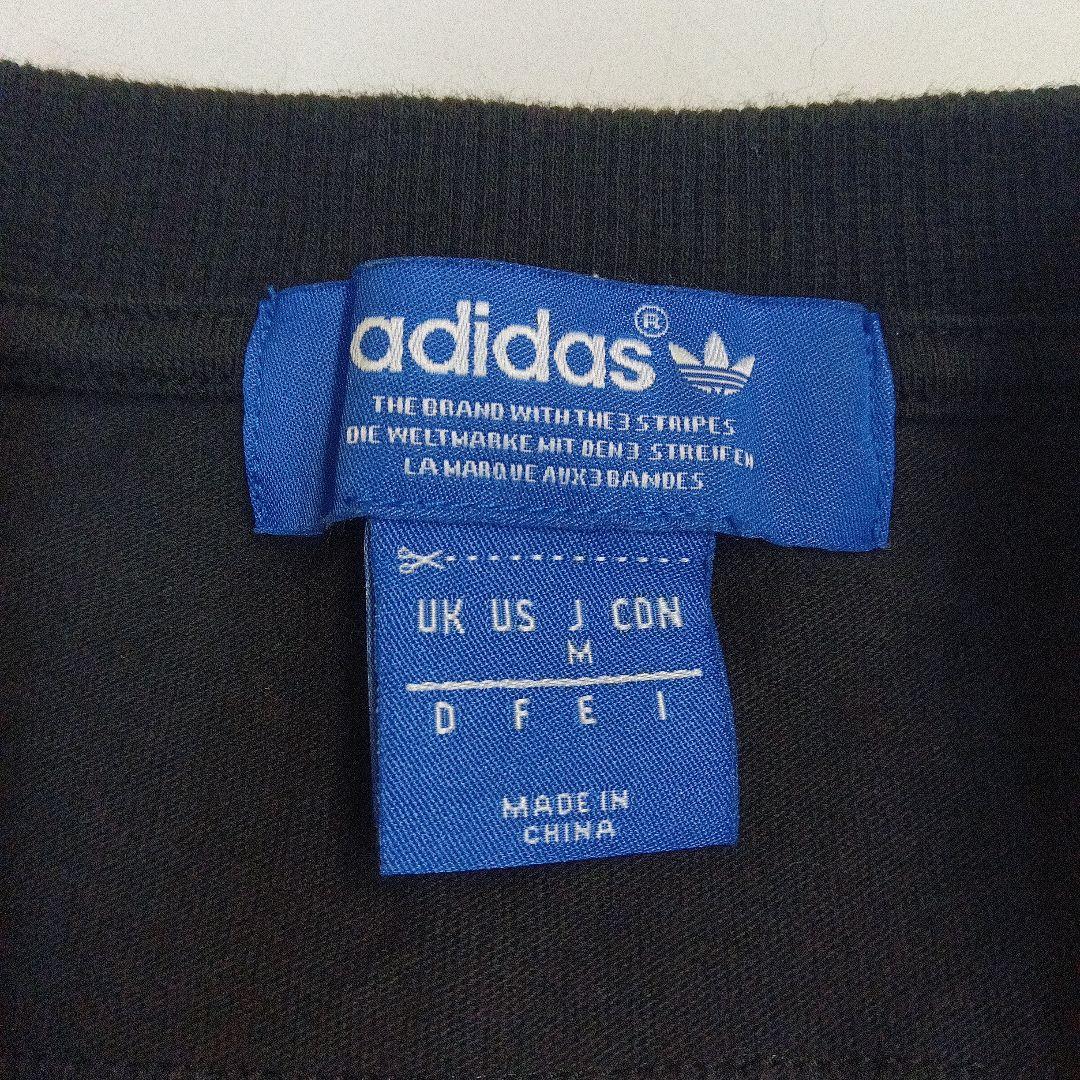 adidas®
THE BRAND WITH THE 3 STRIPES
DIE WELTMARKE MIT DEN 3 STREIFEN
LA MARQUE AUX 3 BANDES
UK US J CDN
M
D F E I
MADE IN
CHINA